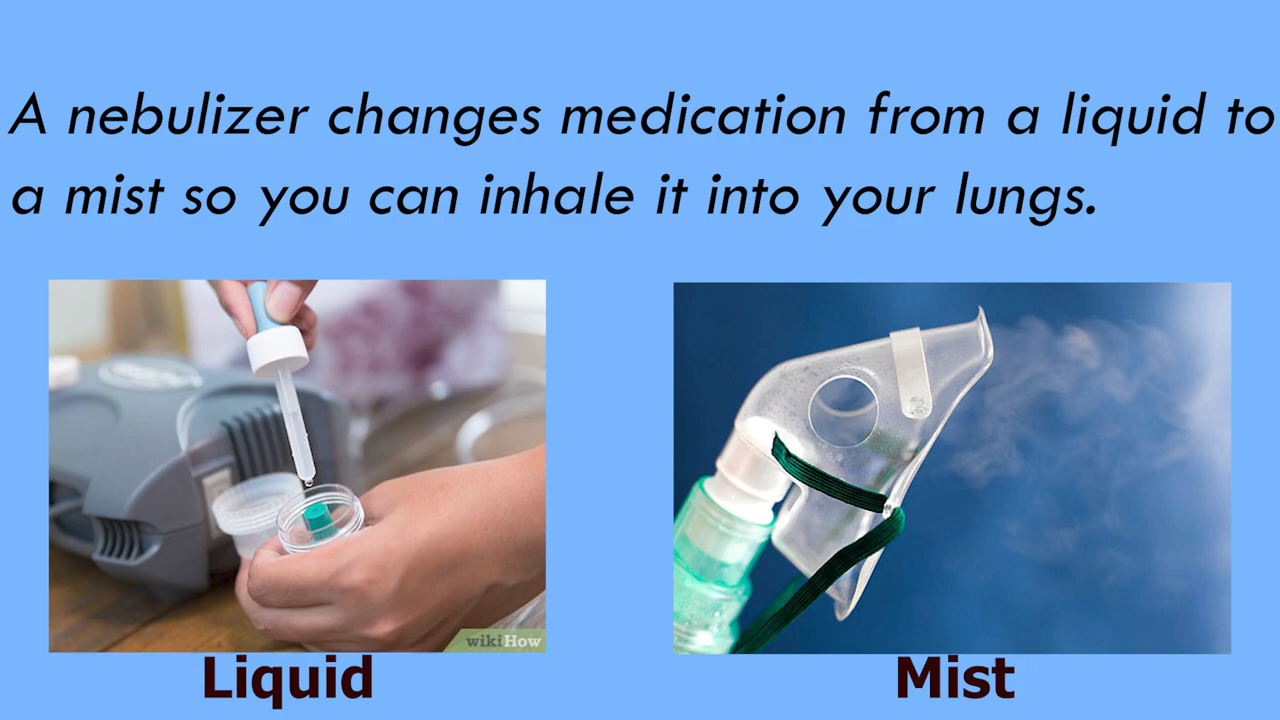 A nebulizer changes medication from a liquid to
a mist so you can inhale it into your lungs.
wikiHow
Liquid
Mist